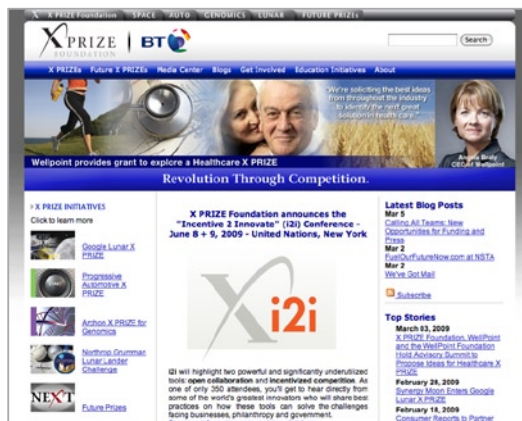 X PRIZE Foundation SPACE AUTO GENOMICS LUNAR FUTURE PRIZEs
X PRIZE
FOUNDATION
BT
Search
X PRIZEs Future X PRIZEs Media Center Blogs Get Involved Education Initiatives About
"We're soliciting the best ideas
from throughout the industry
to identify the next great
solution in health care."
Angela Braly
CEO of Wellpoint
Wellpoint provides grant to explore a Healthcare X PRIZE
Revolution Through Competition.
› X PRIZE INITIATIVES
Click to learn more
Google Lunar X
PRIZE
Progressive
Automotive X
PRIZE
Archon X PRIZE for
Genomics
Northrop Grumman
Lunar Lander
Challenge
NEXT
Future Prizes
X PRIZE Foundation announces the
"Incentive 2 Innovate" (i2i) Conference -
June 8 + 9, 2009 - United Nations, New York
X i2i
i2i will highlight two powerful and significantly underutilized
tools: open collaboration and incentivized competition. As
one of only 350 attendees, you'll get to hear directly from
some of the world's greatest innovators who will share best
practices on how these tools can solve the challenges
facing businesses, philanthropy and government.
Latest Blog Posts
Mar 5
Calling All Teams: New
Opportunities for Funding and
Press
Mar 2
FuelOurFutureNow.com at NSTA
Mar 2
We've Got Mail
Subscribe
Top Stories
March 03, 2009
X PRIZE Foundation, WellPoint
and the WellPoint Foundation
Hold Advisory Summit to
Propose Ideas for Healthcare X
PRIZE
February 28, 2009
Synergy Moon Enters Google
Lunar X PRIZE
February 18, 2009
Consumer Reports to Partner